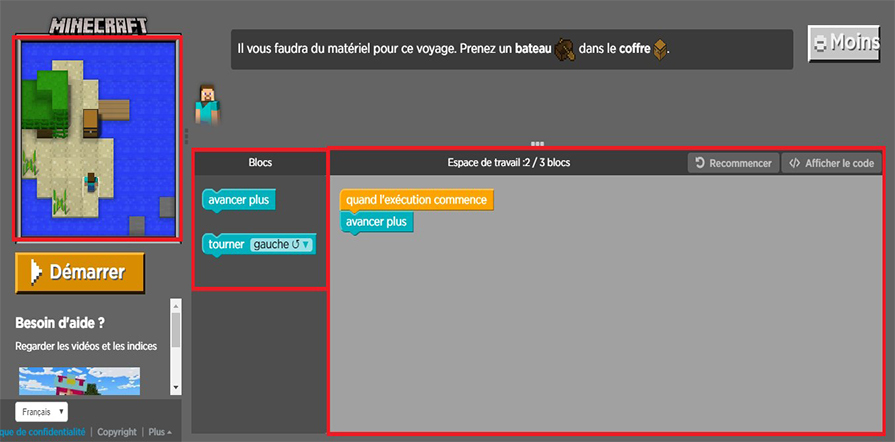 MINECRAFT
Il vous faudra du matériel pour ce voyage. Prenez un bateau dans le coffre .
Moins
Blocs
Espace de travail :2 / 3 blocs
Recommencer
</> Afficher le code
avancer plus
tourner gauche ↺ ▼
quand l'exécution commence
avancer plus
Démarrer
Besoin d'aide ?
Regarder les vidéos et les indices
Français ▼
que de confidentialité | Copyright | Plus